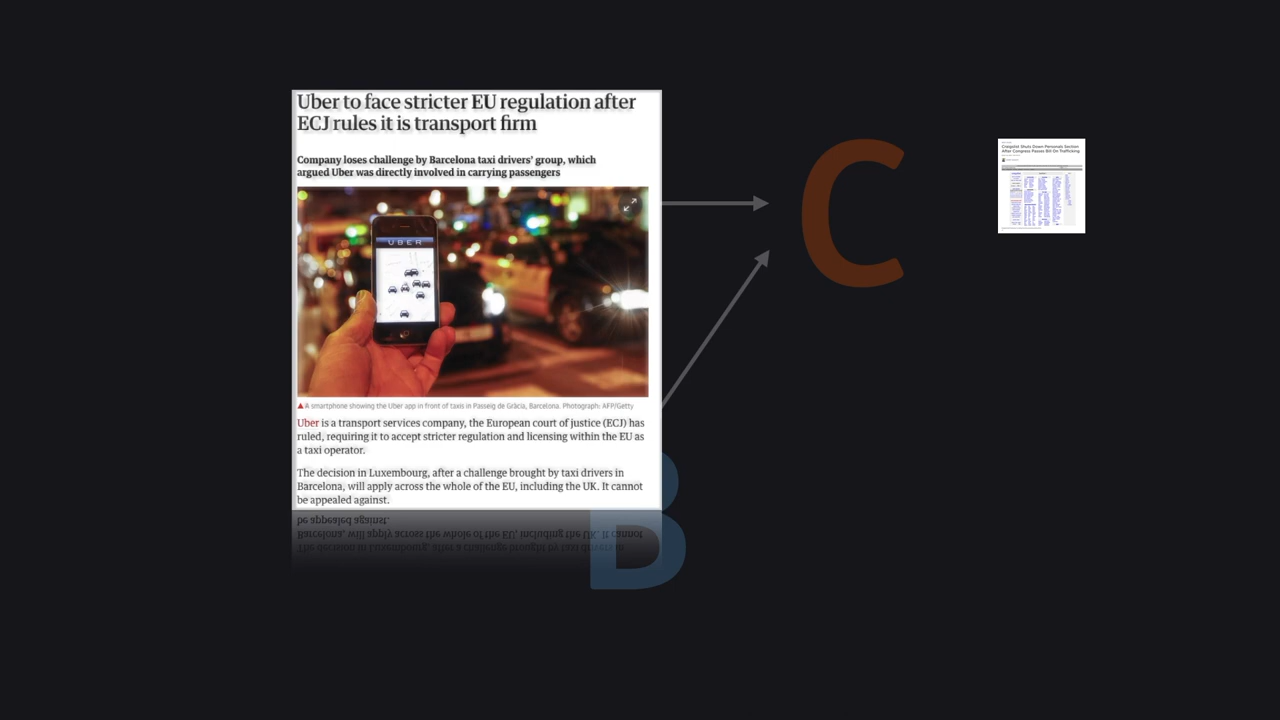 Uber to face stricter EU regulation after
ECJ rules it is transport firm
Company loses challenge by Barcelona taxi drivers' group, which
argued Uber was directly involved in carrying passengers
UBER
A smartphone showing the Uber app in front of taxis in Passeig de Gràcia, Barcelona. Photograph: AFP/Getty
Uber is a transport services company, the European court of justice (ECJ) has
ruled, requiring it to accept stricter regulation and licensing within the EU as
a taxi operator.
The decision in Luxembourg, after a challenge brought by taxi drivers in
Barcelona, will apply across the whole of the EU, including the UK. It cannot
be appealed against.
B
C
Craigslist Shuts Down Personals Section
After Congress Passes Bill On Trafficking